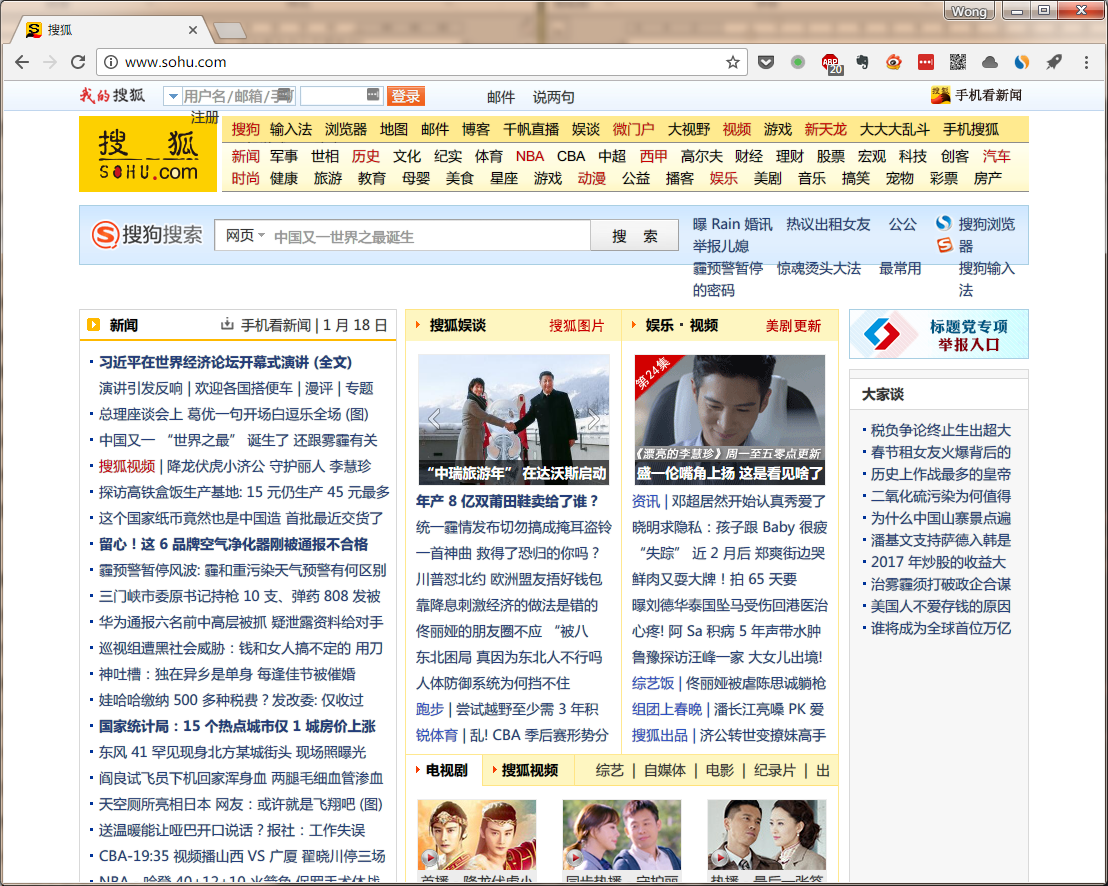 Wong
搜狐
www.sohu.com
ABP
20
我的搜狐
用户名/邮箱/手
登录
邮件 说两句
手机看新闻
注册
搜狐
SOHU.com
搜狗 输入法 浏览器 地图 邮件 博客 千帆直播 娱谈 微门户 大视野 视频 游戏 新天龙 大大大乱斗 手机搜狐
新闻 军事 世相 历史 文化 纪实 体育 NBA CBA 中超 西甲 高尔夫 财经 理财 股票 宏观 科技 创客 汽车
时尚 健康 旅游 教育 母婴 美食 星座 游戏 动漫 公益 播客 娱乐 美剧 音乐 搞笑 宠物 彩票 房产
搜狗搜索
网页
中国又一世界之最诞生
搜 索
曝 Rain 婚讯 热议出租女友 公公
举报儿媳
霾预警暂停 惊魂烫头大法 最常用
的密码
搜狗浏览
器
搜狗输入
法
新闻
手机看新闻 | 1 月 18 日
习近平在世界经济论坛开幕式演讲 (全文)
演讲引发反响 | 欢迎各国搭便车 | 漫评 | 专题
总理座谈会上 葛优一句开场白逗乐全场 (图)
中国又一 “世界之最” 诞生了 还跟雾霾有关
搜狐视频 | 降龙伏虎小济公 守护丽人 李慧珍
探访高铁盒饭生产基地: 15 元仍生产 45 元最多
这个国家纸币竟然也是中国造 首批最近交货了
留心！这 6 品牌空气净化器刚被通报不合格
霾预警暂停风波: 霾和重污染天气预警有何区别
三门峡市委原书记持枪 10 支、弹药 808 发被
华为通报六名前中高层被抓 疑泄露资料给对手
巡视组遭黑社会威胁：钱和女人搞不定的 用刀
神吐槽：独在异乡是单身 每逢佳节被催婚
娃哈哈缴纳 500 多种税费？发改委: 仅收过
国家统计局：15 个热点城市仅 1 城房价上涨
东风 41 罕见现身北方某城街头 现场照曝光
阎良试飞员下机回家浑身血 两腿毛细血管渗血
天空厕所亮相日本 网友：或许就是飞翔吧 (图)
送温暖能让哑巴开口说话？报社：工作失误
CBA-19:35 视频播山西 VS 广厦 翟晓川停三场
搜狐娱谈
搜狐图片
“中瑞旅游年” 在达沃斯启动
年产 8 亿双莆田鞋卖给了谁？
统一霾情发布切勿搞成掩耳盗铃
一首神曲 救得了恐归的你吗？
川普怼北约 欧洲盟友捂好钱包
靠降息刺激经济的做法是错的
佟丽娅的朋友圈不应 “被八
东北困局 真因为东北人不行吗
人体防御系统为何挡不住
跑步 | 尝试越野至少需 3 年积
锐体育 | 乱! CBA 季后赛形势分
娱乐 · 视频
美剧更新
第24集
《漂亮的李慧珍》周一至五零点更新
盛一伦嘴角上扬 这是看见啥了
资讯 | 邓超居然开始认真秀爱了
晓明求隐私：孩子跟 Baby 很疲
“失踪” 近 2 月后 郑爽街边哭
鲜肉又耍大牌！拍 65 天要
曝刘德华泰国坠马受伤回港医治
心疼! 阿 Sa 积病 5 年声带水肿
鲁豫探访汪峰一家 大女儿出境!
综艺饭 | 佟丽娅被虐陈思诚躺枪
组团上春晚 | 潘长江亮嗓 PK 爱
搜狐出品 | 济公转世变撩妹高手
电视剧
搜狐视频
综艺 | 自媒体 | 电影 | 纪录片 | 出
标题党专项
举报入口
大家谈
税负争论终止生出超大
春节租女友火爆背后的
历史上作战最多的皇帝
二氧化硫污染为何值得
为什么中国山寨景点遍
潘基文支持萨德入韩是
2017 年炒股的收益大
治雾霾须打破政企合谋
美国人不爱存钱的原因
谁将成为全球首位万亿